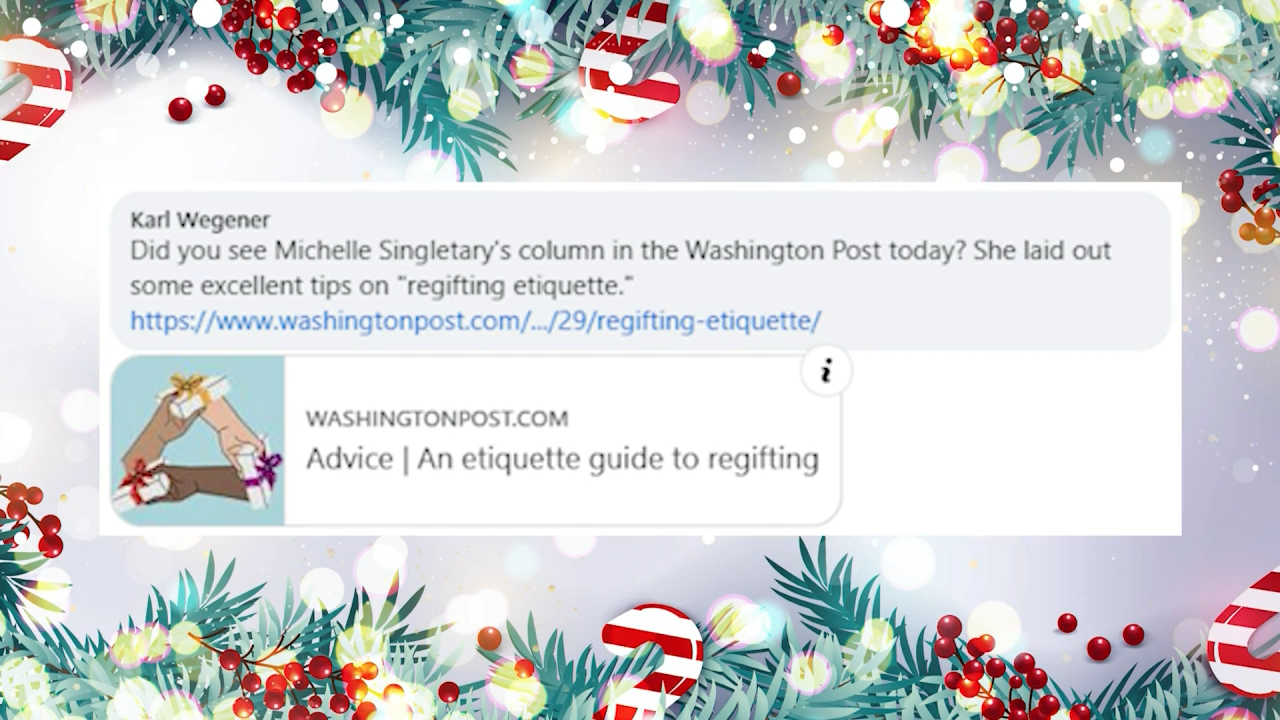 Karl Wegener
Did you see Michelle Singletary's column in the Washington Post today? She laid out
some excellent tips on "regifting etiquette."
https://www.washingtonpost.com/.../29/regifting-etiquette/
i
WASHINGTONPOST.COM
Advice | An etiquette guide to regifting